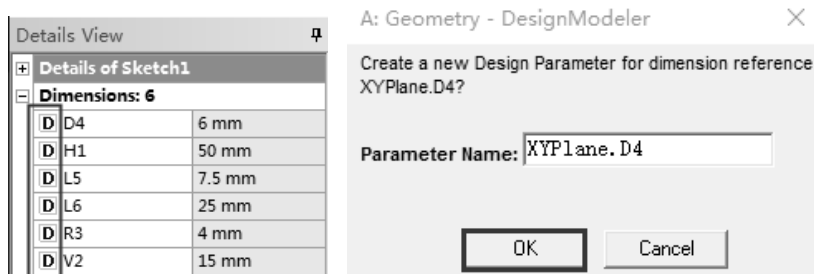 Details View
Details of Sketch1
Dimensions: 6
D D4 6 mm
D H1 50 mm
D L5 7.5 mm
D L6 25 mm
D R3 4 mm
D V2 15 mm
A: Geometry - DesignModeler
Create a new Design Parameter for dimension reference
XYPlane.D4?
Parameter Name: XYPlane.D4
OK Cancel